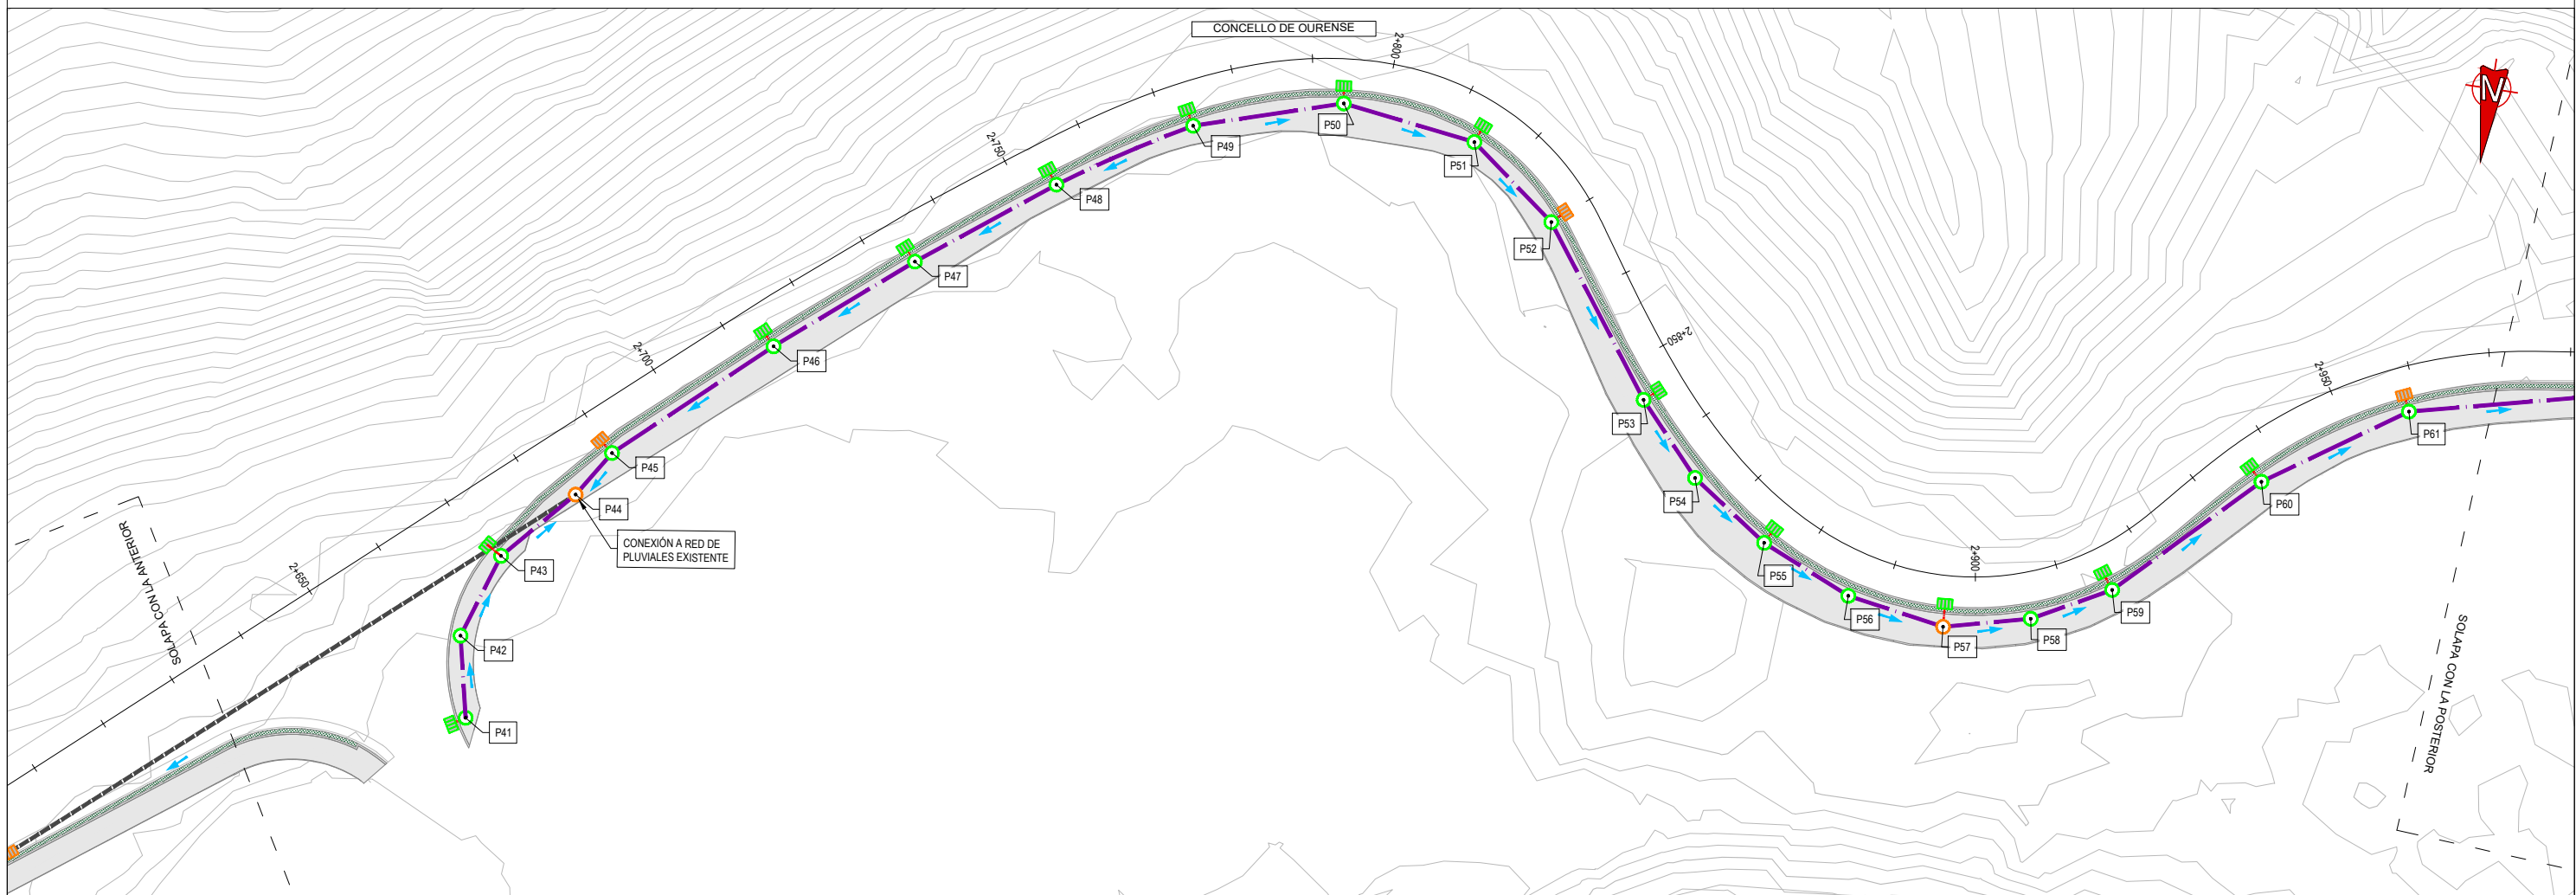 CONCELLO DE OURENSE
2+800
N
P50
P49
P51
2+750
P48
P52
P47
2+850
2+700
P46
2+950
P53
P61
P45
P54
P60
P44
SOLAPA CON LA ANTERIOR
CONEXIÓN A RED DE
PLUVIALES EXISTENTE
P43
2+650
P55
2+900
P56
P59
P58
P57
P42
SOLAPA CON LA POSTERIOR
P41